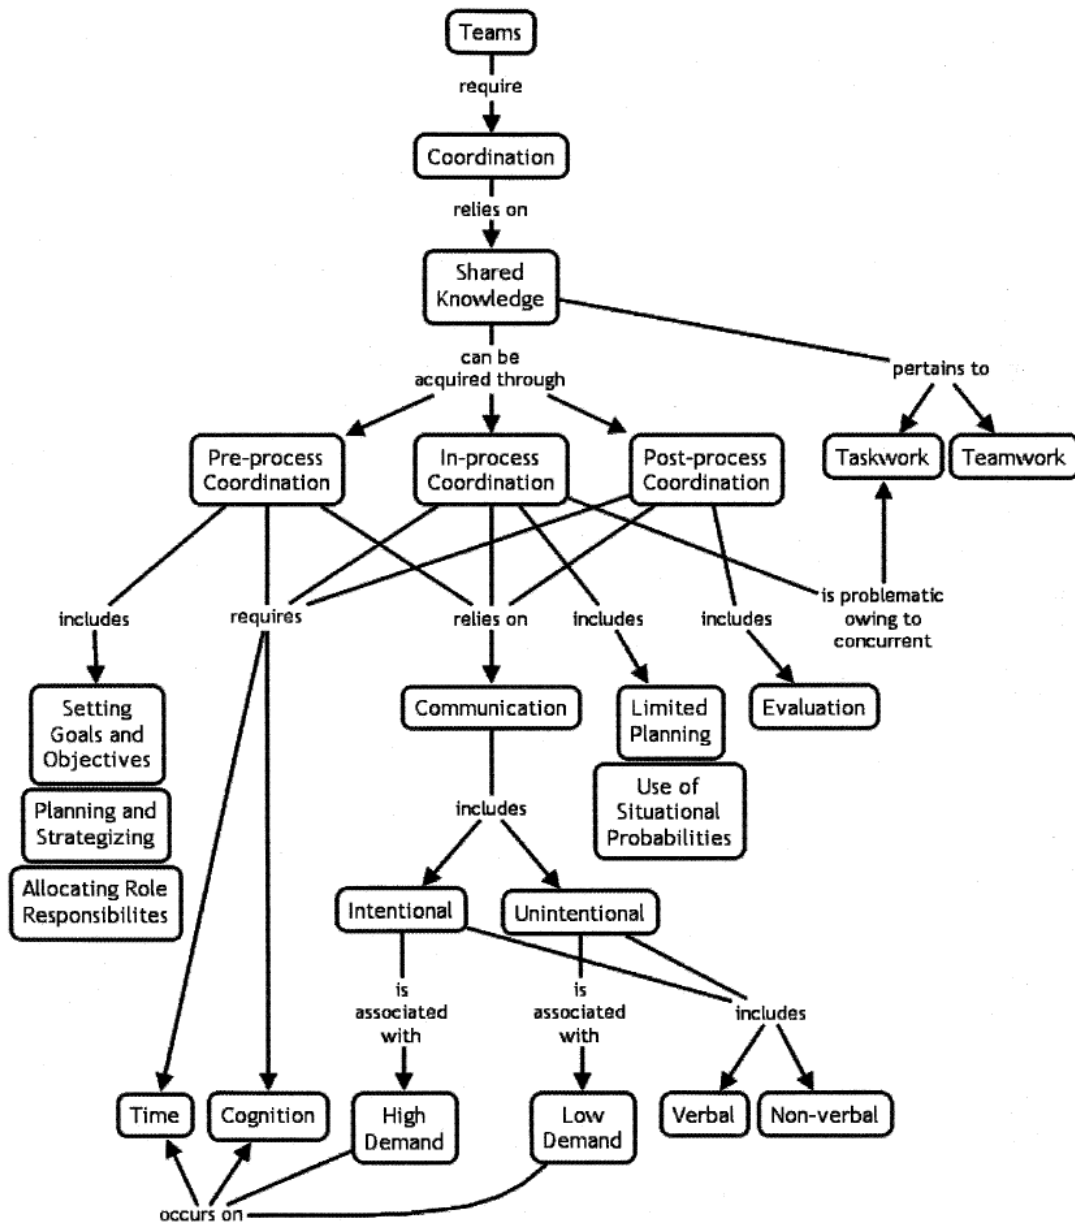 Teams
require
Coordination
relies on
Shared
Knowledge
can be
acquired through
pertains to
Pre-process
Coordination
In-process
Coordination
Post-process
Coordination
Taskwork
Teamwork
includes
requires
relies on
includes
includes
is problematic
owing to
concurrent
Setting
Goals and
Objectives
Planning and
Strategizing
Allocating Role
Responsibilites
Communication
Limited
Planning
Use of
Situational
Probabilities
Evaluation
includes
Intentional
Unintentional
is
associated
with
is
associated
with
includes
Time
Cognition
High
Demand
Low
Demand
Verbal
Non-verbal
occurs on